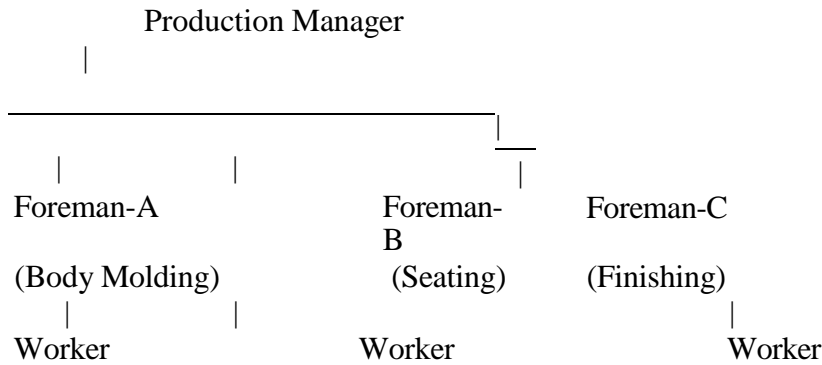 Production Manager
Foreman-A Foreman- Foreman-C
B
(Body Molding) (Seating) (Finishing)
Worker Worker Worker